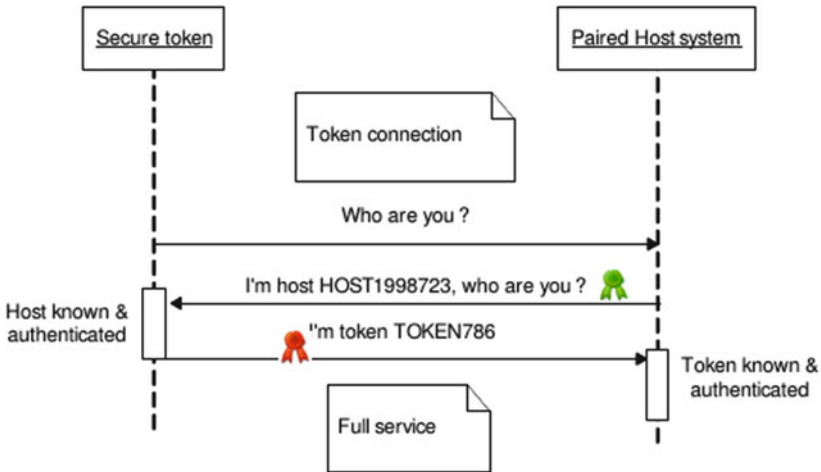 Secure token
Paired Host system
Token connection
Who are you ?
I'm host HOST1998723, who are you ?
Host known &
authenticated
I'm token TOKEN786
Token known &
authenticated
Full service